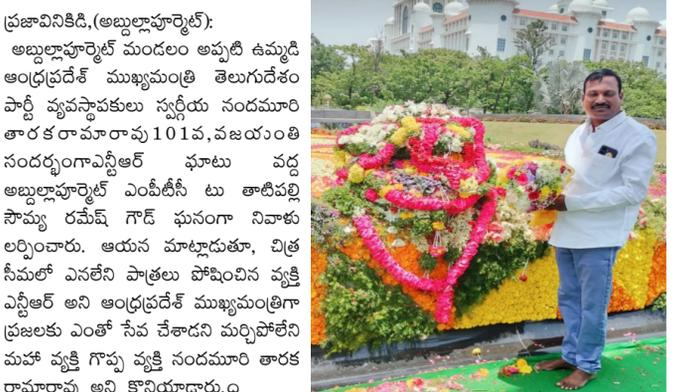 ప్రజావినికిడి,(అబ్దుల్లాపూర్మెట్):
అబ్దుల్లాపూర్మెట్ మండలం అప్పటి ఉమ్మడి
ఆంధ్రప్రదేశ్ ముఖ్యమంత్రి తెలుగుదేశం
పార్టీ వ్యవస్థాపకులు స్వర్గీయ నందమూరి
తారకరామారావు101వ,వజయంతి
సందర్భంగాఎన్టీఆర్ ఘాటు వద్ద
అబ్దుల్లాపూర్మెట్ ఎంపీటీసీ టు తాటిపల్లి
సౌమ్య రమేష్ గౌడ్ ఘనంగా నివాళు
లర్పించారు. ఆయన మాట్లాడుతూ, చిత్ర
సీమలో ఎనలేని పాత్రలు పోషించిన వ్యక్తి
ఎన్టీఆర్ అని ఆంధ్రప్రదేశ్ ముఖ్యమంత్రిగా
ప్రజలకు ఎంతో సేవ చేశాడని మర్చిపోలేని
మహా వ్యక్తి గొప్ప వ్యక్తి నందమూరి తారక
రామారావు అని కొనియాడారు.ది